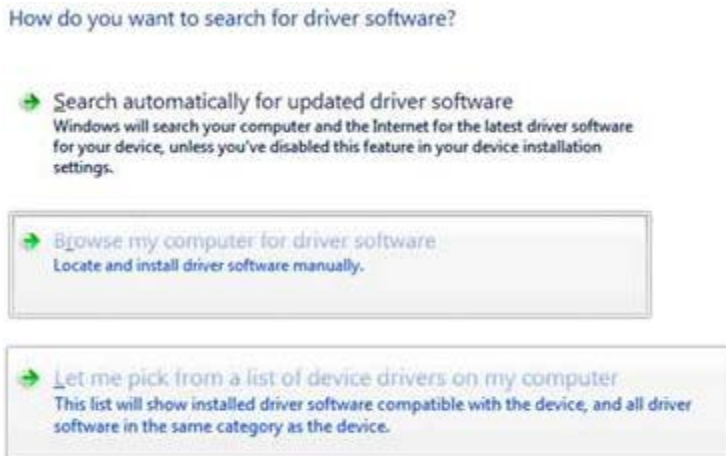 How do you want to search for driver software?
Search automatically for updated driver software
Windows will search your computer and the Internet for the latest driver software
for your device, unless you've disabled this feature in your device installation
settings.
Browse my computer for driver software
Locate and install driver software manually.
Let me pick from a list of device drivers on my computer
This list will show installed driver software compatible with the device, and all driver
software in the same category as the device.